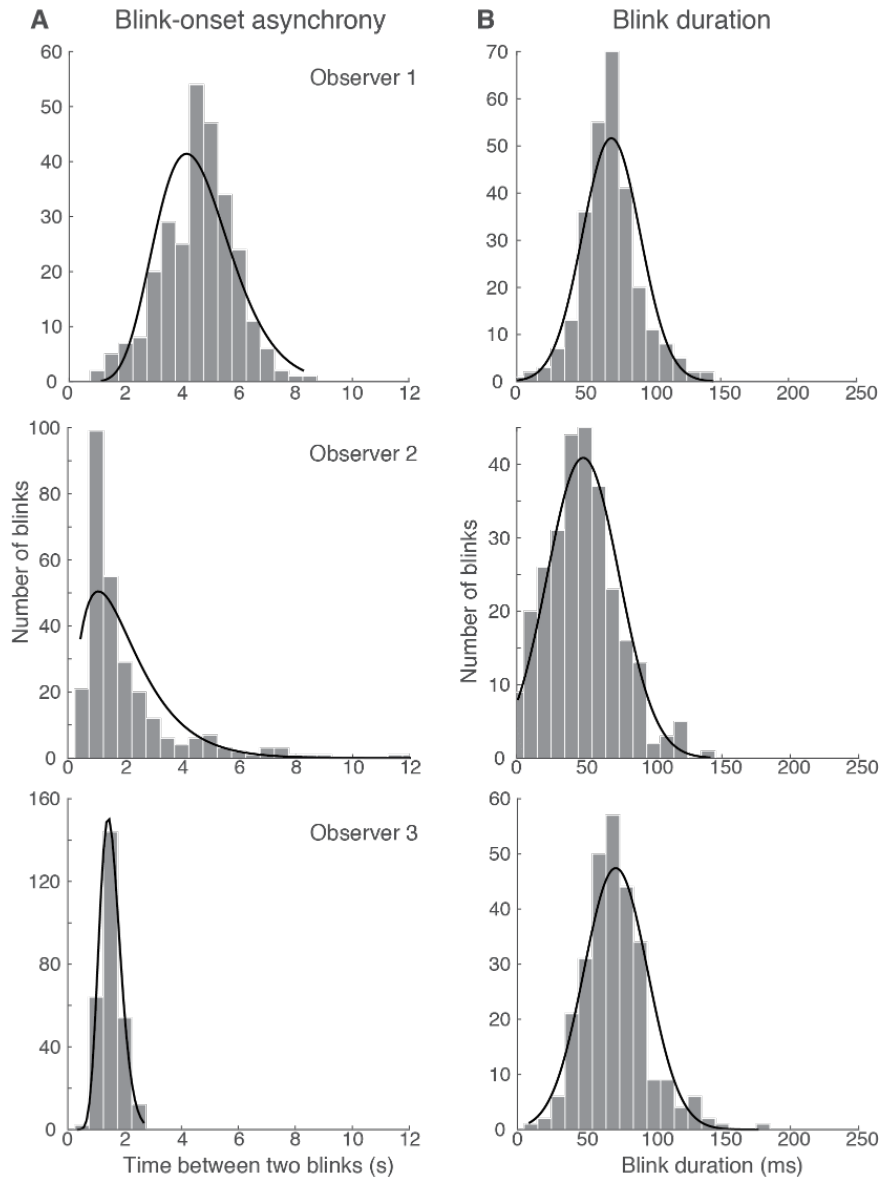 A Blink-onset asynchrony
B Blink duration
60
50
40
30
20
10
0
Observer 1
0 2 4 6 8 10 12
70
60
50
40
30
20
10
0
0 50 100 150 200 250
Number of blinks
100
80
60
40
20
0
Observer 2
0 2 4 6 8 10 12
Number of blinks
40
30
20
10
0
0 50 100 150 200 250
160
120
80
40
0
Observer 3
0 2 4 6 8 10 12
Time between two blinks (s)
60
50
40
30
20
10
0
0 50 100 150 200 250
Blink duration (ms)